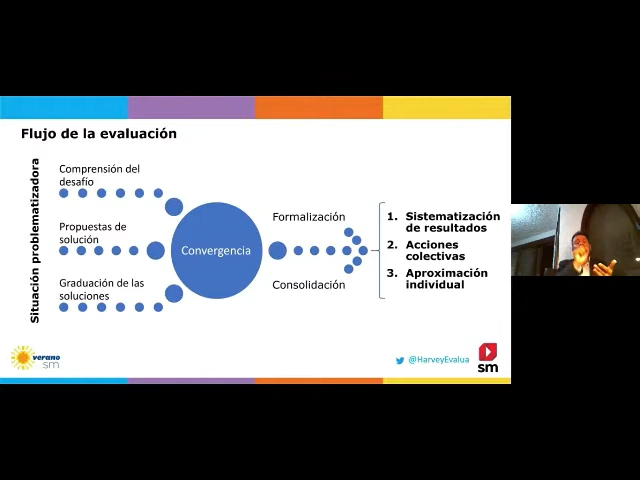 Flujo de la evaluación
Situación problematizadora
Comprensión del
desafío
Propuestas de
solución
Graduación de las
soluciones
Convergencia
Formalización
Consolidación
1. Sistematización
de resultados
2. Acciones
colectivas
3. Aproximación
individual
verano
sm
@HarveyEvalua
sm